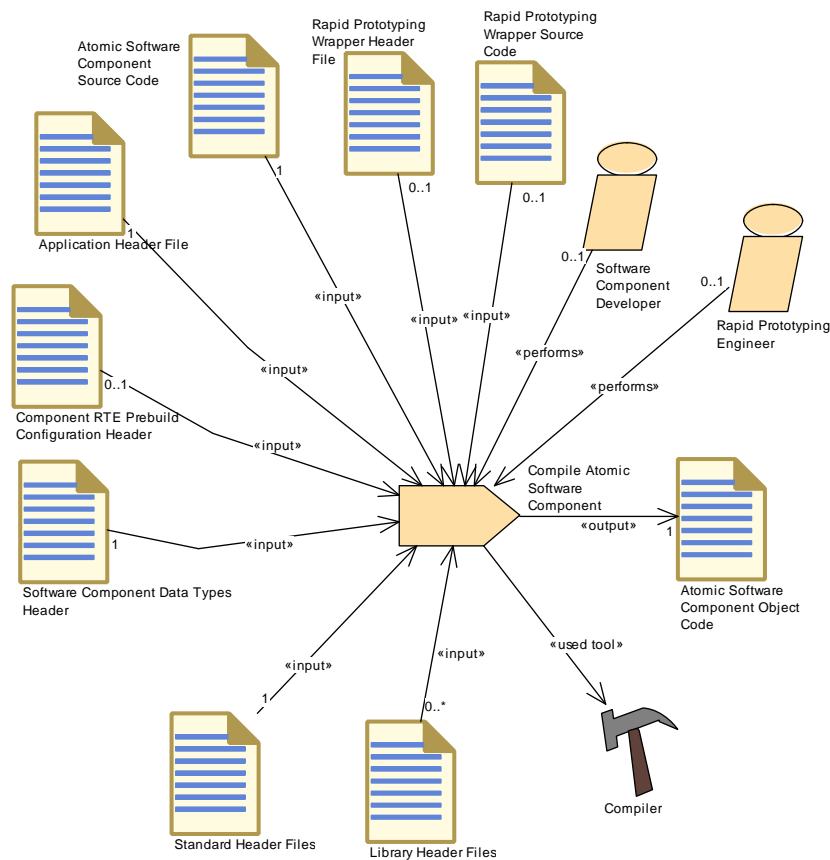 Rapid Prototyping
Wrapper Header
File
Rapid Prototyping
Wrapper Source
Code
Atomic Software
Component
Source Code
0..1
0..1
1
1
Application Header File
0..1
Software
Component
Developer
0..1
Rapid Prototyping
Engineer
«input»
«input»
«input»
«performs»
«input»
«performs»
0..1
Component RTE Prebuild
Configuration Header
«input»
Compile Atomic
Software
Component
«output»
1
1
«input»
Software Component Data Types
Header
Atomic Software
Component Object
Code
«input»
«input»
«used tool»
1
0..*
Compiler
Standard Header Files
Library Header Files